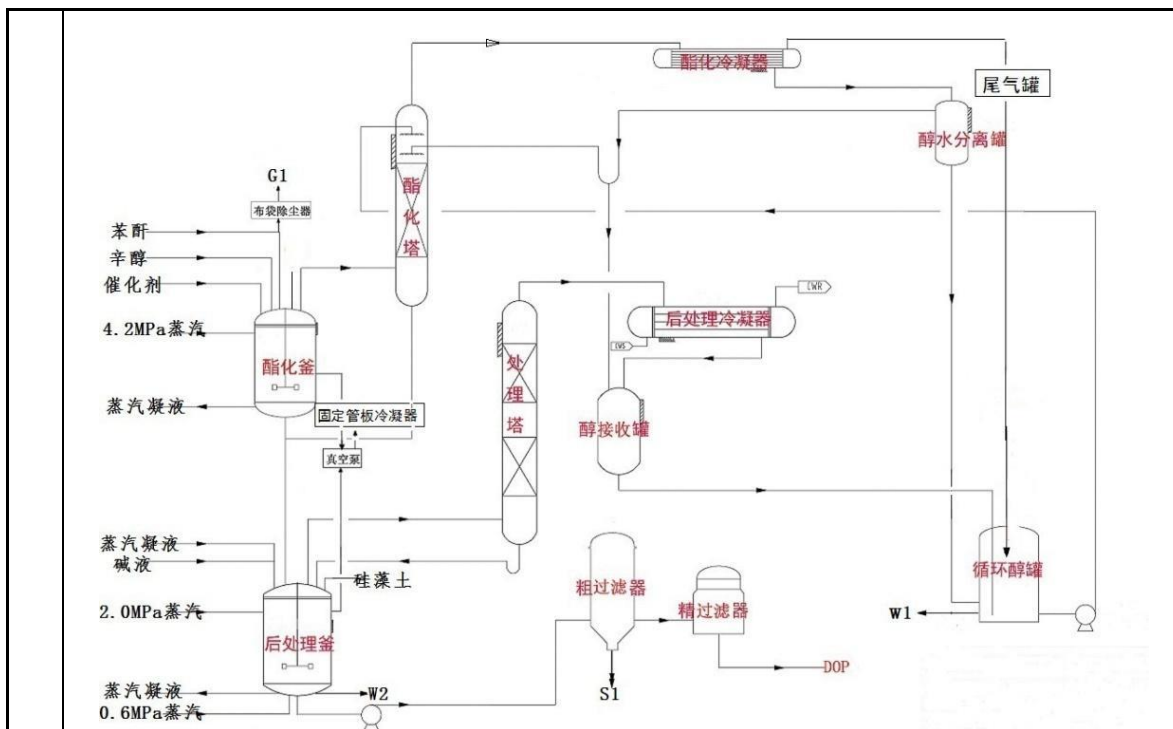 酯化冷凝器
尾气罐
醇水分离罐
G1
布袋除尘器
酯化塔
苯酐
辛醇
催化剂
CWR
4.2MPa蒸汽
后处理冷凝器
CWS
酯化釜
处理塔
蒸汽凝液
固定管板冷凝器
醇接收罐
真空泵
蒸汽凝液
碱液
硅藻土
粗过滤器
循环醇罐
2.0MPa蒸汽
精过滤器
W1
后处理釜
DOP
蒸汽凝液
W2
S1
0.6MPa蒸汽